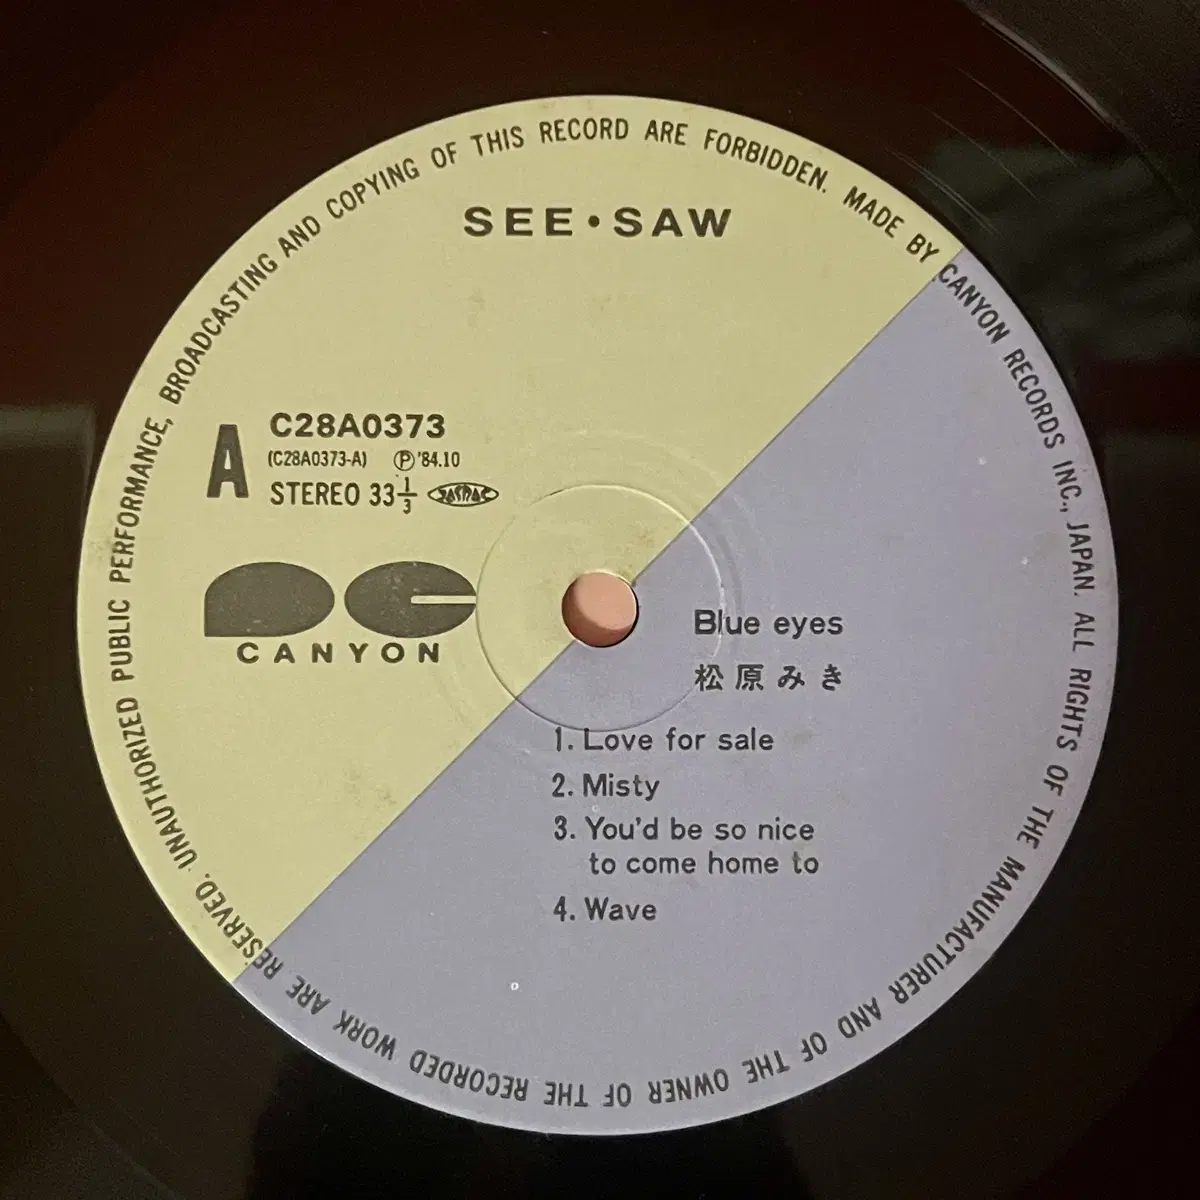 UNAUTHORIZED PUBLIC PERFORMANCE, BROADCASTING AND COPYING OF THIS RECORD ARE FORBIDDEN. MADE BY CANYON RECORDS INC., JAPAN. ALL RIGHTS OF THE MANUFACTURER AND OF THE OWNER OF THE RECORDED WORK ARE RESERVED.
SEE•SAW
A
C28A0373
(C28A0373-A) Ⓟ'84.10
STEREO 33 1/3 JASRAC
CANYON
Blue eyes
松原みき
1. Love for sale
2. Misty
3. You'd be so nice
to come home to
4. Wave